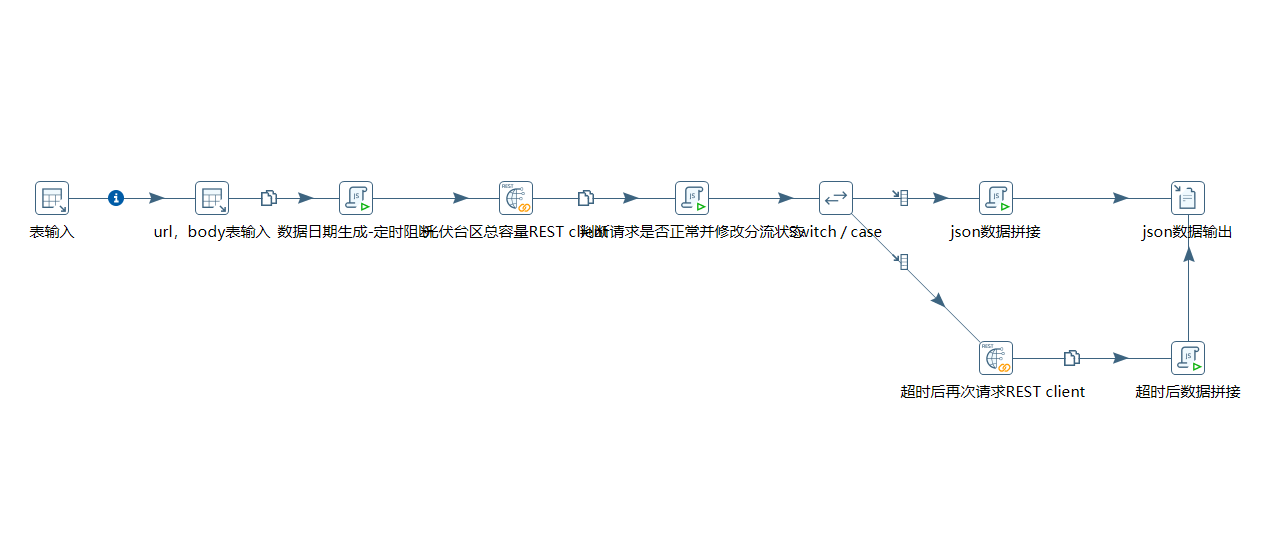 表输入
url，body表输入
数据日期生成-定时阻断
光伏台区总容量REST client
判断请求是否正常并修改分流状态
Switch / case
json数据拼接
json数据输出
超时后再次请求REST client
超时后数据拼接